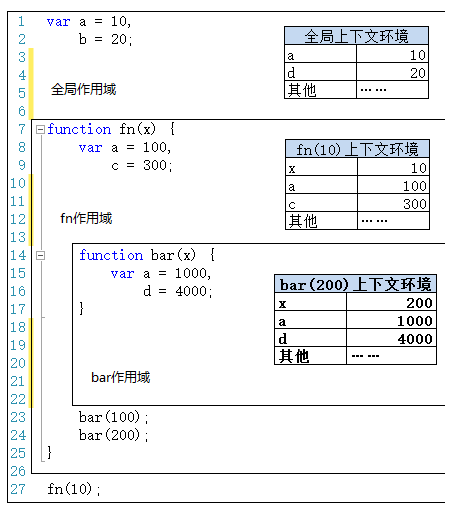 1 var a = 10,
2 b = 20;
3
4
5 全局作用域
6
7 function fn(x) {
8 var a = 100,
9 c = 300;
10
11
12 fn作用域
13
14 function bar(x) {
15 var a = 1000,
16 d = 4000;
17 }
18
19
20
21 bar作用域
22
23 bar(100);
24 bar(200);
25 }
26
27 fn(10);
全局上下文环境
a 10
d 20
其他 ……
fn(10)上下文环境
x 10
a 100
c 300
其他 ……
bar(200)上下文环境
x 200
a 1000
d 4000
其他 ……